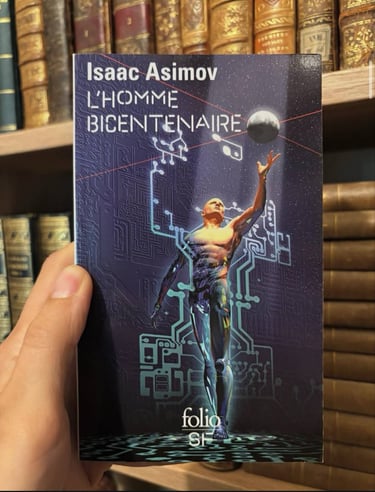 Isaac Asimov
L'HOMME
BICENTENAIRE
folio
SF